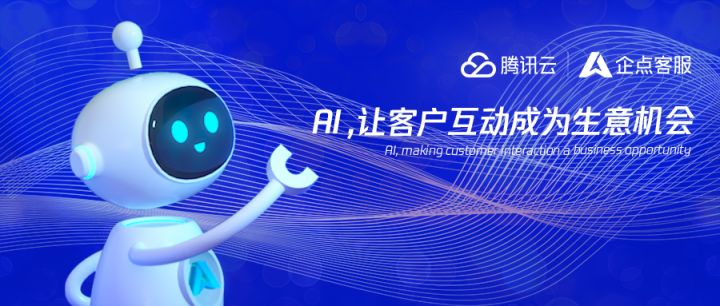 腾讯云 | 企点客服
AI,让客户互动成为生意机会
AI, making customer interaction a business opportunity